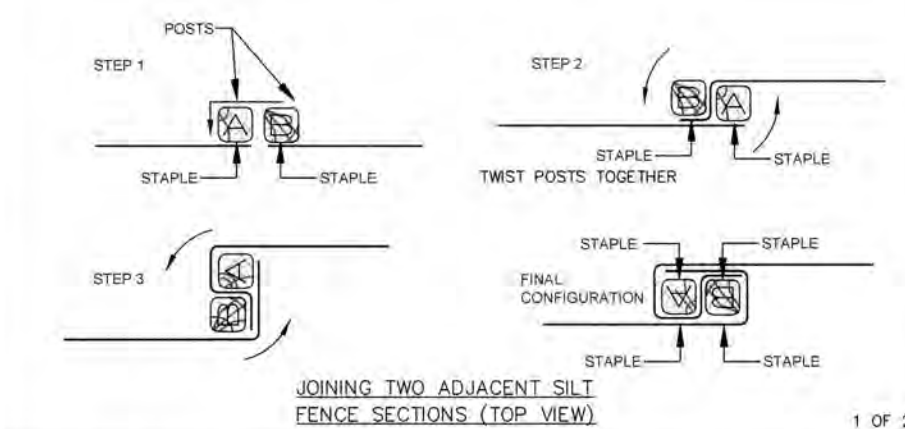 POSTS
STEP 1
A B
STAPLE STAPLE
STEP 2
B A
STAPLE STAPLE
TWIST POSTS TOGETHER
STEP 3
A
B
STAPLE STAPLE
FINAL
CONFIGURATION
A B
STAPLE STAPLE
JOINING TWO ADJACENT SILT
FENCE SECTIONS (TOP VIEW)
1 OF 2